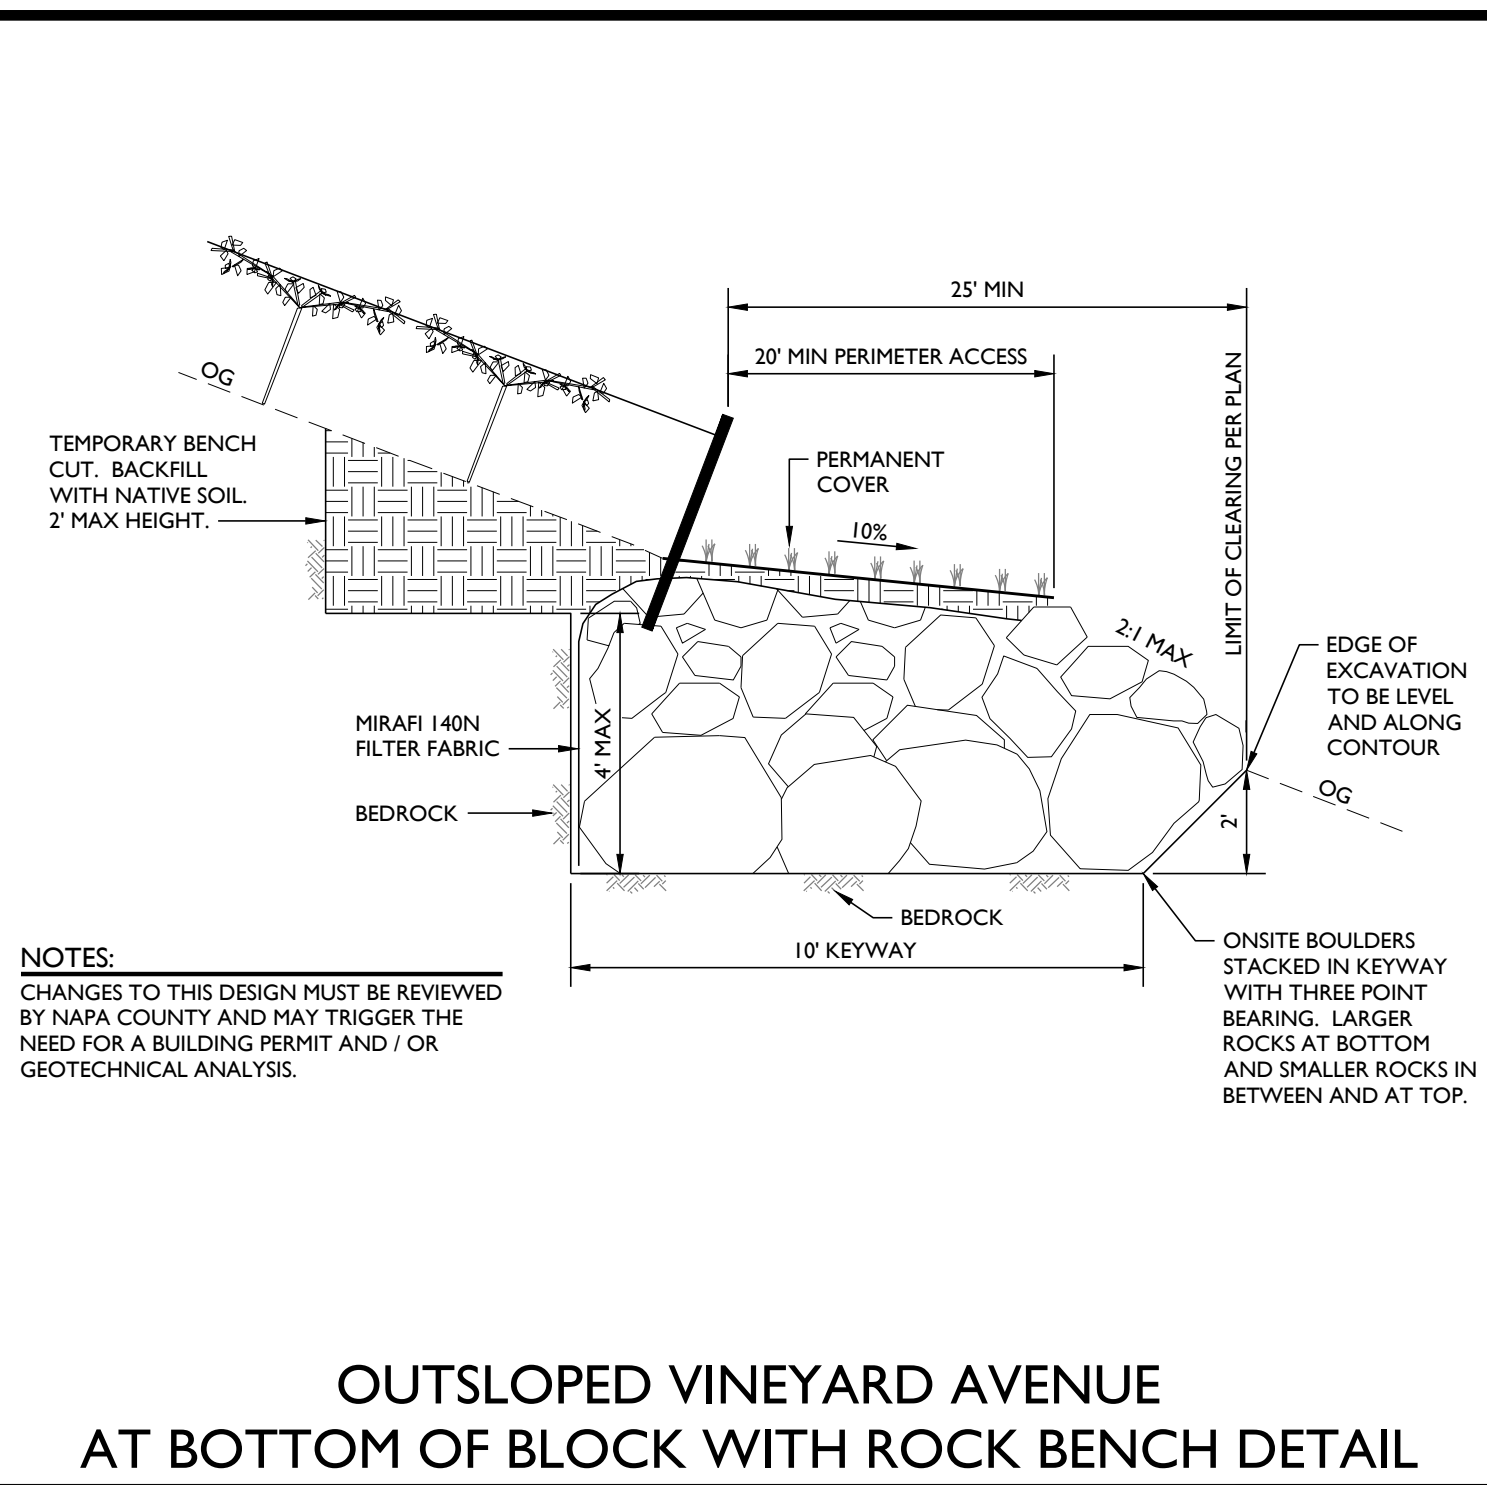 25' MIN
20' MIN PERIMETER ACCESS
LIMIT OF CLEARING PER PLAN
OG
TEMPORARY BENCH
CUT.  BACKFILL
WITH NATIVE SOIL.
2' MAX HEIGHT.
PERMANENT
COVER
10%
2:1 MAX
EDGE OF
EXCAVATION
TO BE LEVEL
AND ALONG
CONTOUR
MIRAFI 140N
FILTER FABRIC
4' MAX
OG
2'
BEDROCK
BEDROCK
10' KEYWAY
ONSITE BOULDERS
STACKED IN KEYWAY
WITH THREE POINT
BEARING.  LARGER
ROCKS AT BOTTOM
AND SMALLER ROCKS IN
BETWEEN AND AT TOP.
NOTES:
CHANGES TO THIS DESIGN MUST BE REVIEWED
BY NAPA COUNTY AND MAY TRIGGER THE
NEED FOR A BUILDING PERMIT AND / OR
GEOTECHNICAL ANALYSIS.
OUTSLOPED VINEYARD AVENUE
AT BOTTOM OF BLOCK WITH ROCK BENCH DETAIL